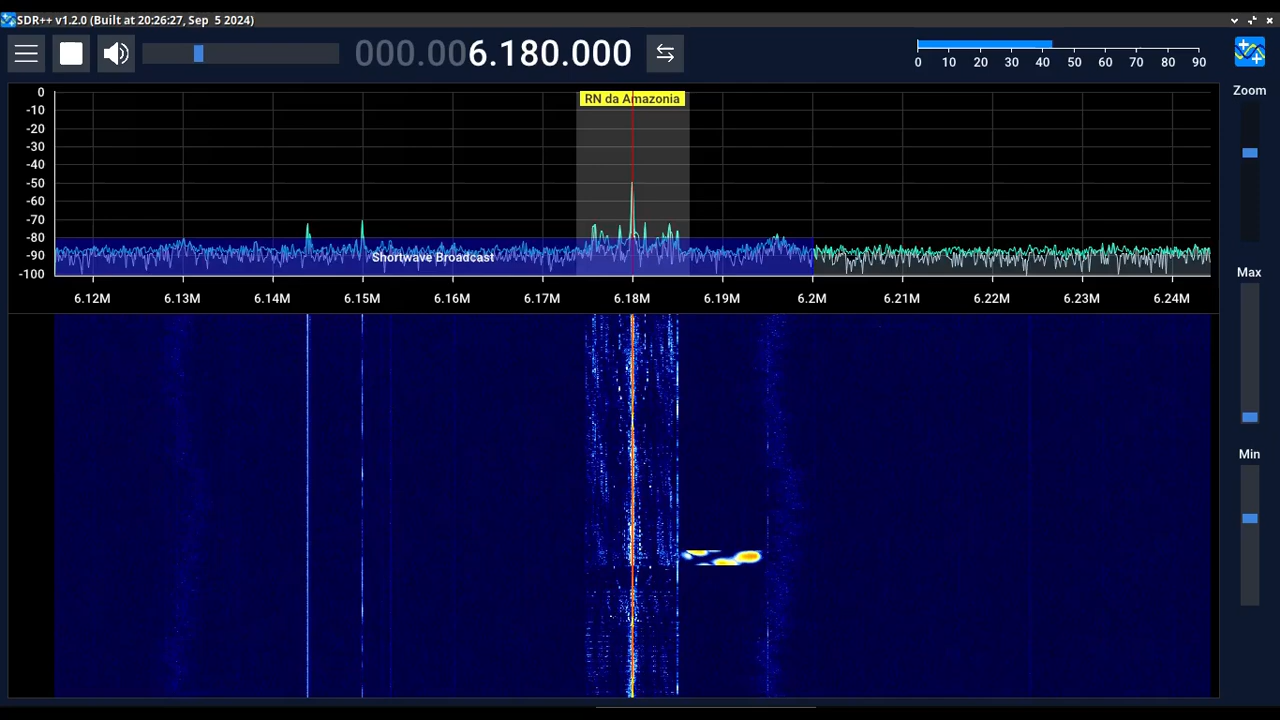 SDR++ v1.2.0 (Built at 20:26:27, Sep 5 2024)
000.006.180.000
0 10 20 30 40 50 60 70 80 90
Zoom
RN da Amazonia
0
-10
-20
-30
-40
-50
-60
-70
-80
-90
-100
Shortwave Broadcast
6.12M 6.13M 6.14M 6.15M 6.16M 6.17M 6.18M 6.19M 6.2M 6.21M 6.22M 6.23M 6.24M
Max
Min